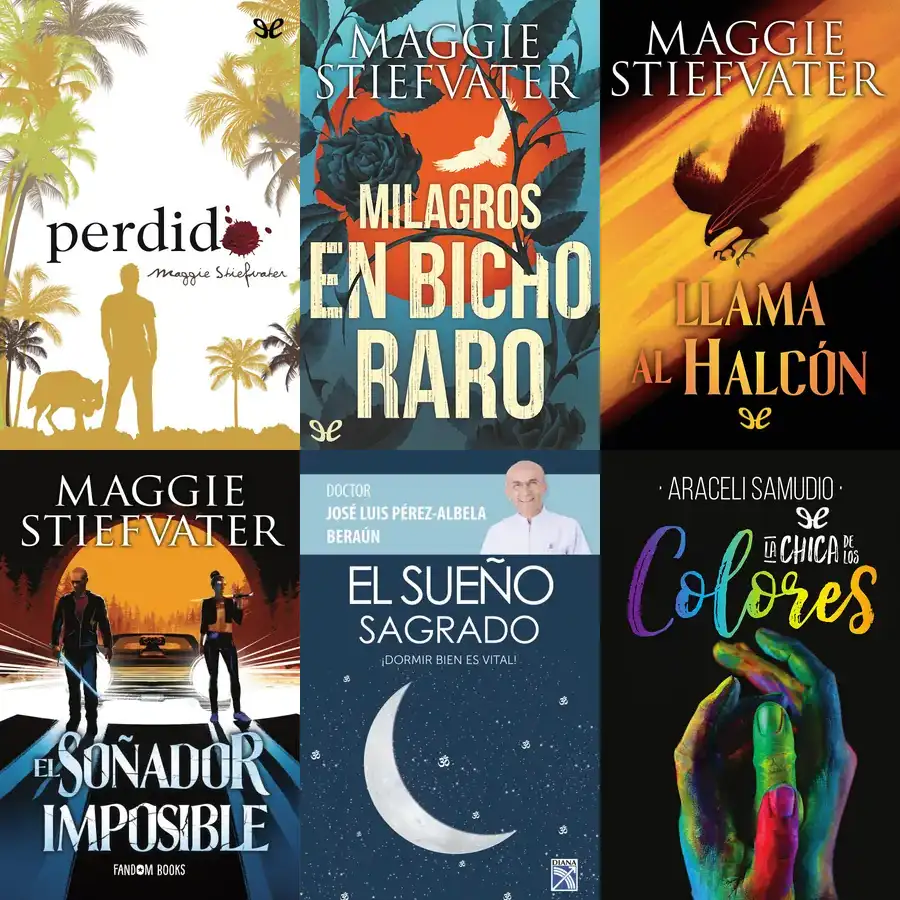 perdido
Maggie Stiefvater
MAGGIE
STIEFVATER
MILAGROS
EN BICHO
RARO
MAGGIE
STIEFVATER
LLAMA
AL HALCÓN
MAGGIE
STIEFVATER
EL SOÑADOR
IMPOSIBLE
FANDOM BOOKS
DOCTOR
JOSÉ LUIS PÉREZ-ALBELA
BERAÚN
EL SUEÑO
SAGRADO
¡DORMIR BIEN ES VITAL!
DIANA
· ARACELI SAMUDIO ·
LA CHICA DE LOS
Colores